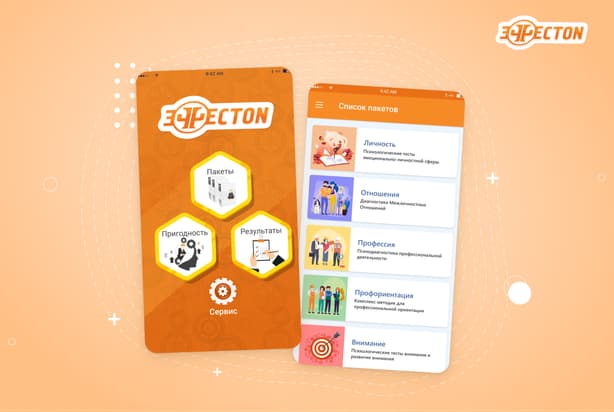 ЭФФECTON
9:42 AM
ЭФФECTON
Пакеты
Пригодность
Результаты
Сервис
9:42 AM
Список пакетов
Личность
Психологические тесты
эмоционально-личностной сферы
Отношения
Диагностика Межличностных
Отношений
Профессия
Психодиагностика профессиональной
деятельности
Профориентация
Комплекс методик для
профессиональной ориентации
Внимание
Психологические тесты внимания и
развитие внимания